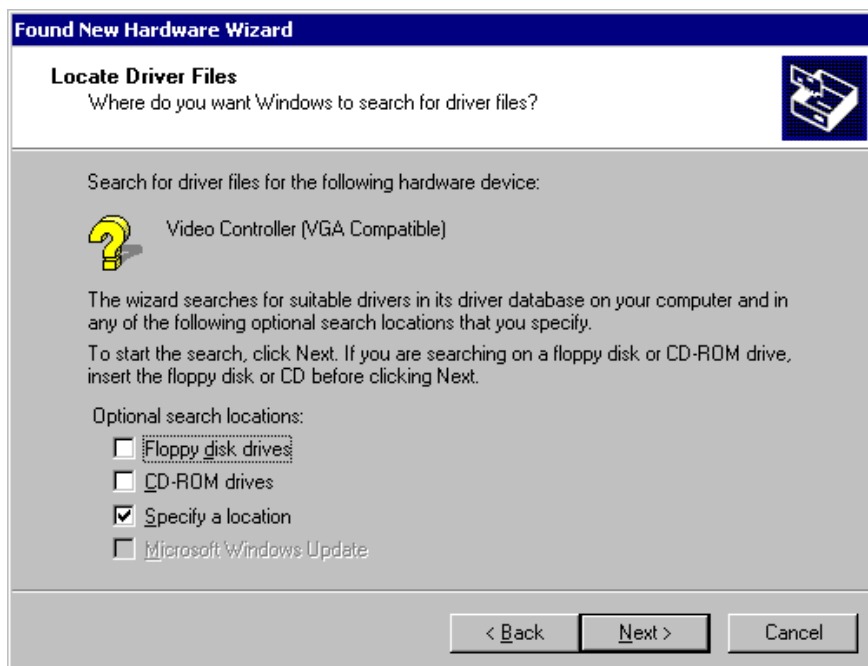 Found New Hardware Wizard
Locate Driver Files
Where do you want Windows to search for driver files?
Search for driver files for the following hardware device:
Video Controller (VGA Compatible)
The wizard searches for suitable drivers in its driver database on your computer and in
any of the following optional search locations that you specify.
To start the search, click Next. If you are searching on a floppy disk or CD-ROM drive,
insert the floppy disk or CD before clicking Next.
Optional search locations:
Floppy disk drives
CD-ROM drives
Specify a location
Microsoft Windows Update
< Back Next > Cancel